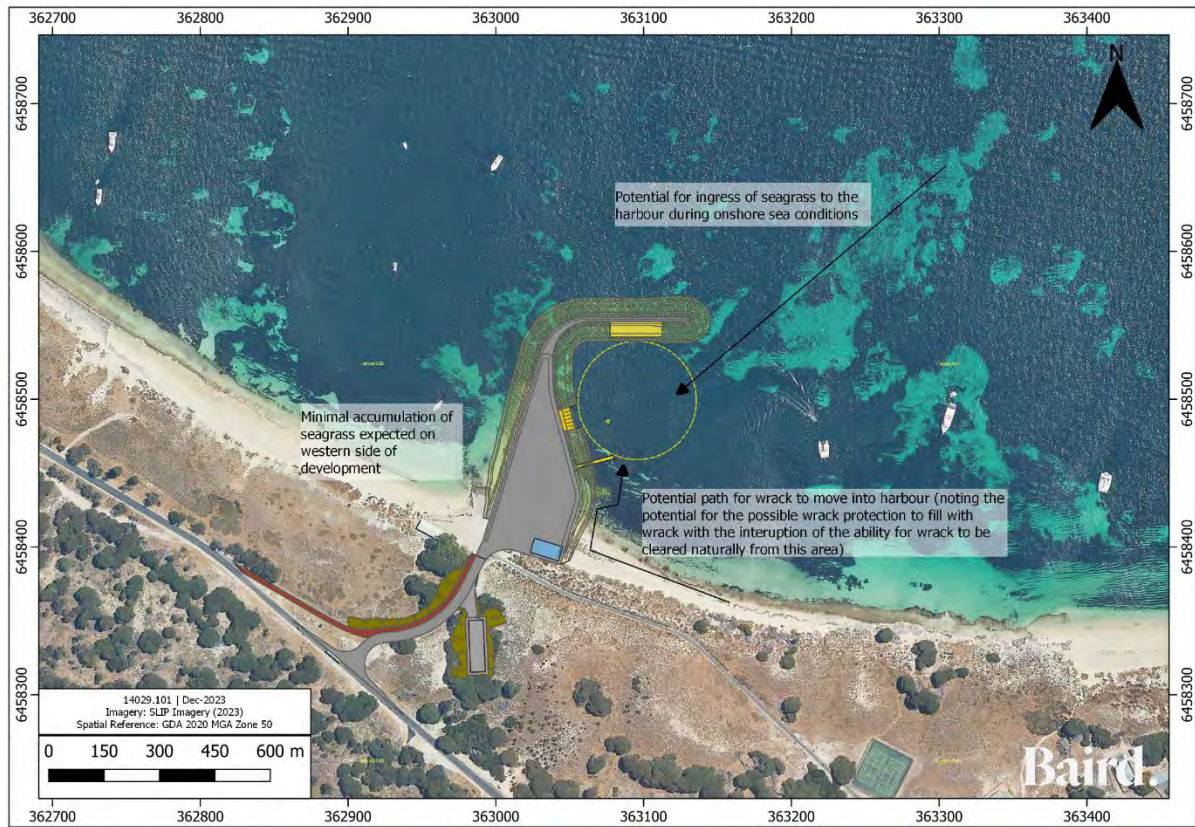 362700 362800 362900 363000 363100 363200 363300 363400
6458700 6458700
N
Potential for ingress of seagrass to the
harbour during onshore sea conditions
6458600 6458600
6458500 6458500
Minimal accumulation of
seagrass expected on
western side of
development
Potential path for wrack to move into harbour (noting the
potential for the possible wrack protection to fill with
wrack with the interuption of the ability for wrack to be
cleared naturally from this area)
6458400 6458400
6458300 6458300
14029.101 | Dec-2023
Imagery: SLIP Imagery (2023)
Spatial Reference: GDA 2020 MGA Zone 50
0 150 300 450 600 m
Baird.
362700 362800 362900 363000 363100 363200 363300 363400